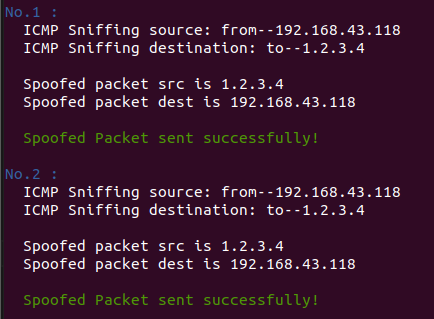 No.1 :
ICMP Sniffing source: from--192.168.43.118
ICMP Sniffing destination: to--1.2.3.4
Spoofed packet src is 1.2.3.4
Spoofed packet dest is 192.168.43.118
Spoofed Packet sent successfully!
No.2 :
ICMP Sniffing source: from--192.168.43.118
ICMP Sniffing destination: to--1.2.3.4
Spoofed packet src is 1.2.3.4
Spoofed packet dest is 192.168.43.118
Spoofed Packet sent successfully!